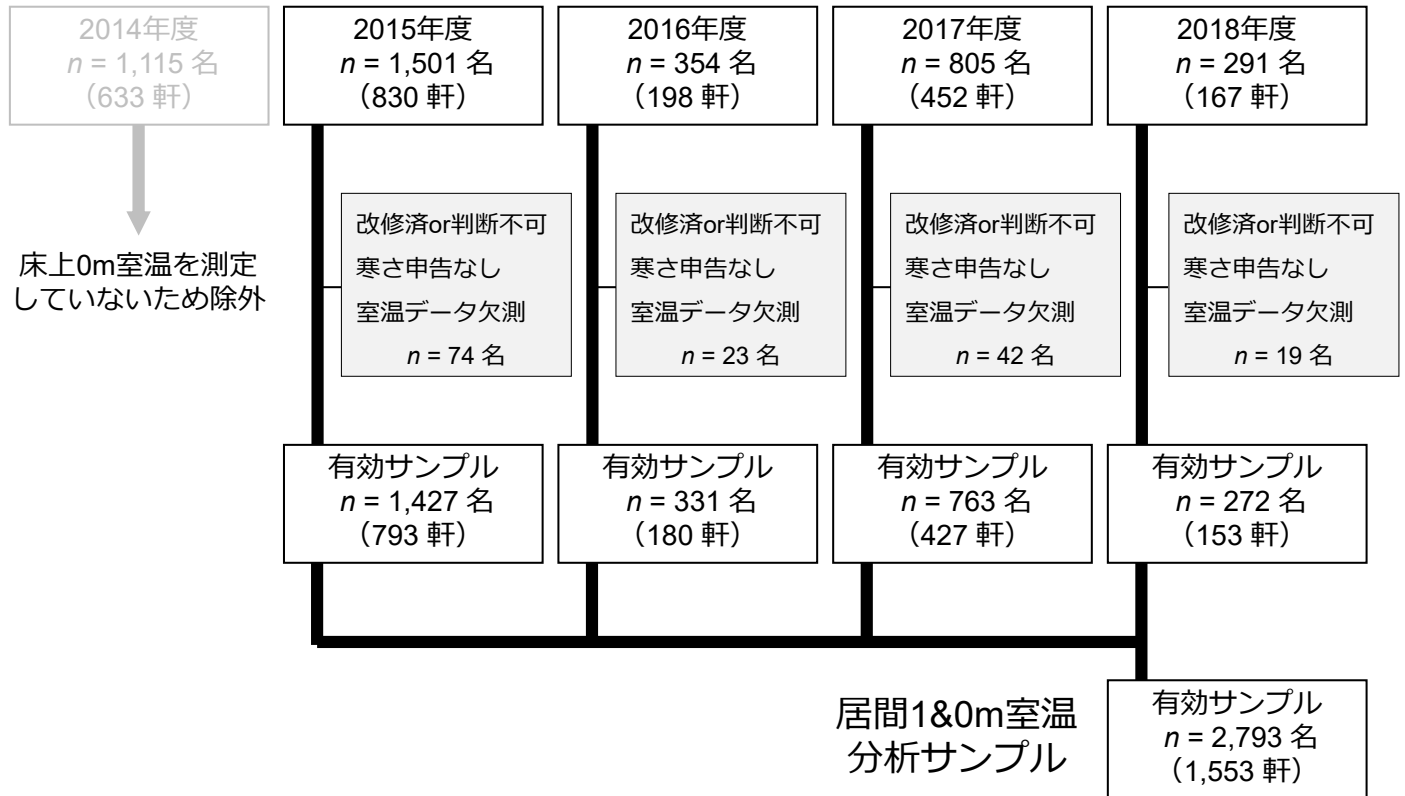 2014年度
n = 1,115 名
（633 軒）
床上0m室温を測定
していないため除外
2015年度
n = 1,501 名
（830 軒）
改修済or判断不可
寒さ申告なし
室温データ欠測
n = 74 名
有効サンプル
n = 1,427 名
（793 軒）
2016年度
n = 354 名
（198 軒）
改修済or判断不可
寒さ申告なし
室温データ欠測
n = 23 名
有効サンプル
n = 331 名
（180 軒）
2017年度
n = 805 名
（452 軒）
改修済or判断不可
寒さ申告なし
室温データ欠測
n = 42 名
有効サンプル
n = 763 名
（427 軒）
2018年度
n = 291 名
（167 軒）
改修済or判断不可
寒さ申告なし
室温データ欠測
n = 19 名
有効サンプル
n = 272 名
（153 軒）
居間1&0m室温
分析サンプル
有効サンプル
n = 2,793 名
（1,553 軒）